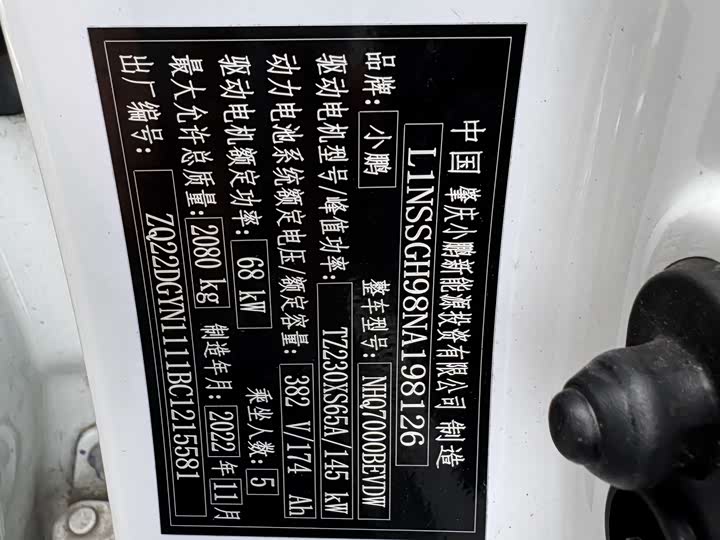 中国 肇庆小鹏新能源投资有限公司 制造
L1NSSGH98NA198126
品牌: 小鹏 整车型号: NHQ7000BEVDW
驱动电机型号/峰值功率: TZ230XS65A/145 kW
动力电池系统额定电压/额定容量: 382 V/174 Ah
驱动电机额定功率: 68 kW 乘坐人数: 5
最大允许总质量: 2080 kg 制造年月: 2022 年 11 月
出厂编号: ZQ22DGYN1111BC1215581